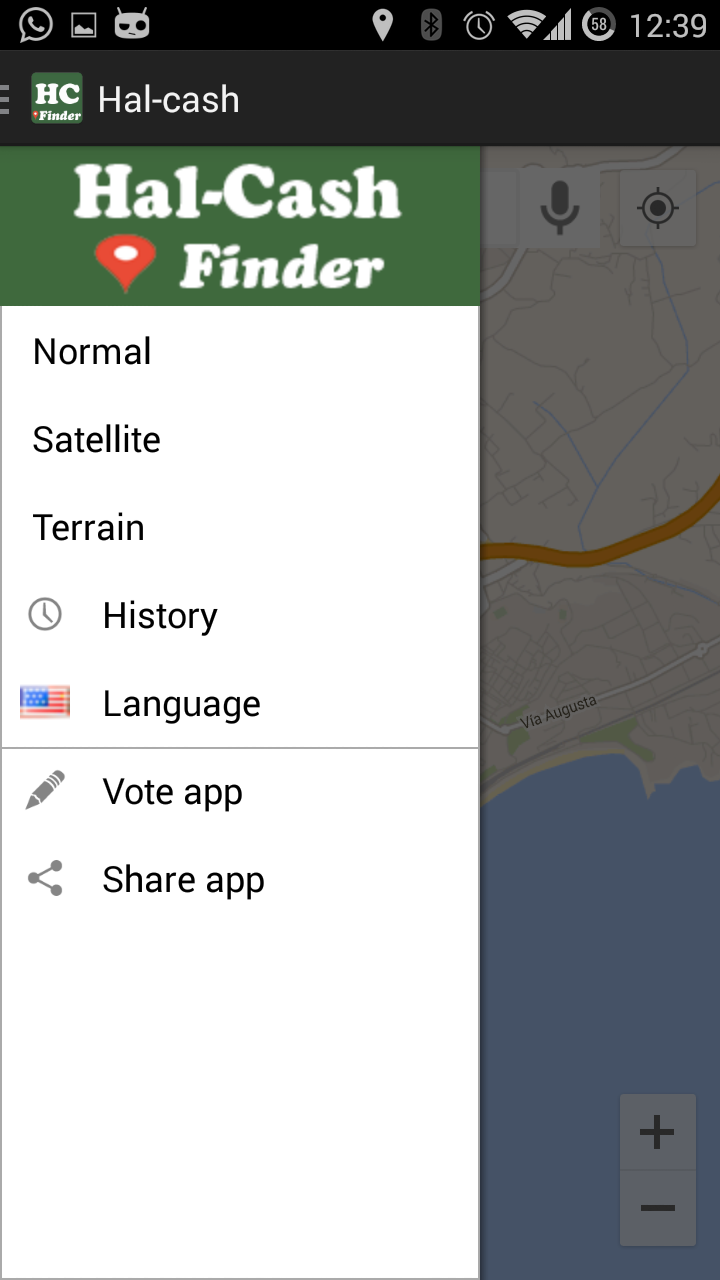 58 12:39
HC
Finder
Hal-cash
Hal-Cash
Finder
Normal
Satellite
Terrain
History
Language
Vía Augusta
Vote app
Share app